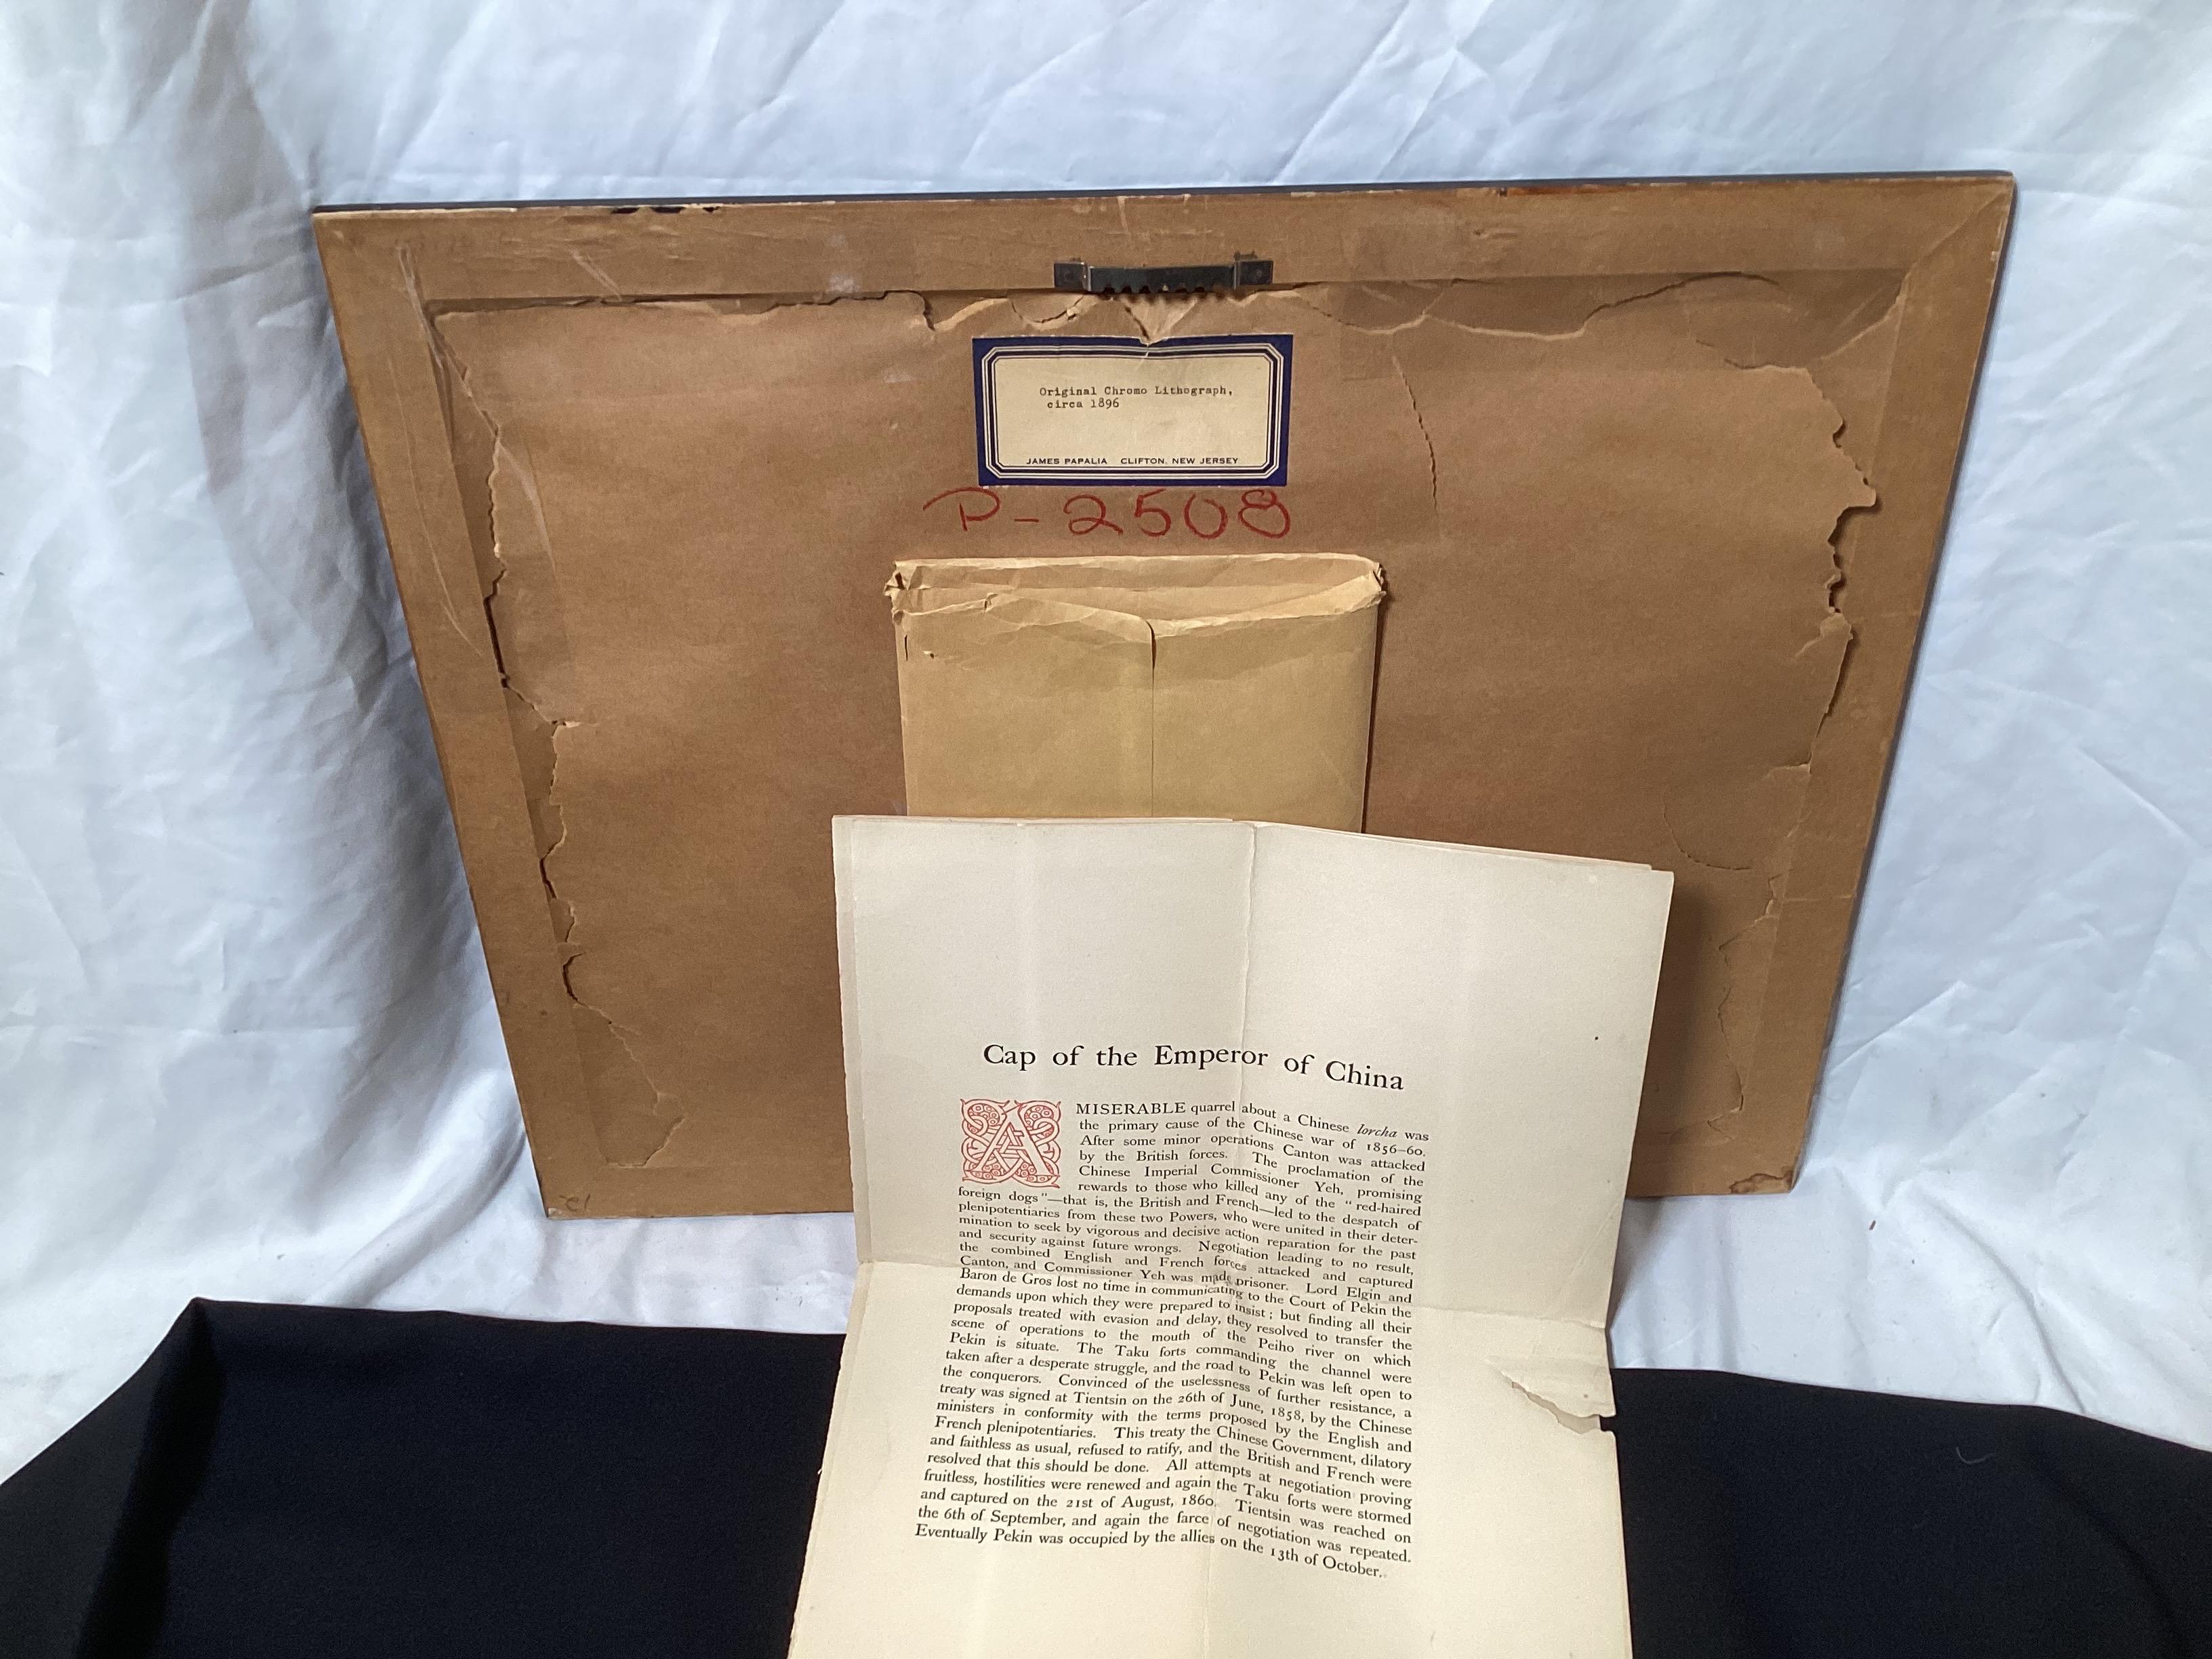 Original Chromo Lithograph,
circa 1896
JAMES PAPALIA CLIFTON, NEW JERSEY
P-2508
Cap of the Emperor of China
A MISERABLE quarrel about a Chinese lorcha was
the primary cause of the Chinese war of 1856-60.
After some minor operations Canton was attacked
by the British forces. The proclamation of the
Chinese Imperial Commissioner Yeh, promising
rewards to those who killed any of the "red-haired
foreign dogs"—that is, the British and French—led to the despatch of
plenipotentiaries from these two Powers, who were united in their deter-
mination to seek by vigorous and decisive action reparation for the past
and security against future wrongs. Negotiation leading to no result,
the combined English and French forces attacked and captured
Canton, and Commissioner Yeh was made prisoner. Lord Elgin and
Baron de Gros lost no time in communicating to the Court of Pekin the
demands upon which they were prepared to insist; but finding all their
proposals treated with evasion and delay, they resolved to transfer the
scene of operations to the mouth of the Peiho river on which
Pekin is situate. The Taku forts commanding the channel were
taken after a desperate struggle, and the road to Pekin was left open to
the conquerors. Convinced of the uselessness of further resistance, a
treaty was signed at Tientsin on the 26th of June, 1858, by the Chinese
ministers in conformity with the terms proposed by the English and
French plenipotentiaries. This treaty the Chinese Government, dilatory
and faithless as usual, refused to ratify, and the British and French were
resolved that this should be done. All attempts at negotiation proving
fruitless, hostilities were renewed and again the Taku forts were stormed
and captured on the 21st of August, 1860. Tientsin was reached on
the 6th of September, and again the farce of negotiation was repeated.
Eventually Pekin was occupied by the allies on the 13th of October.